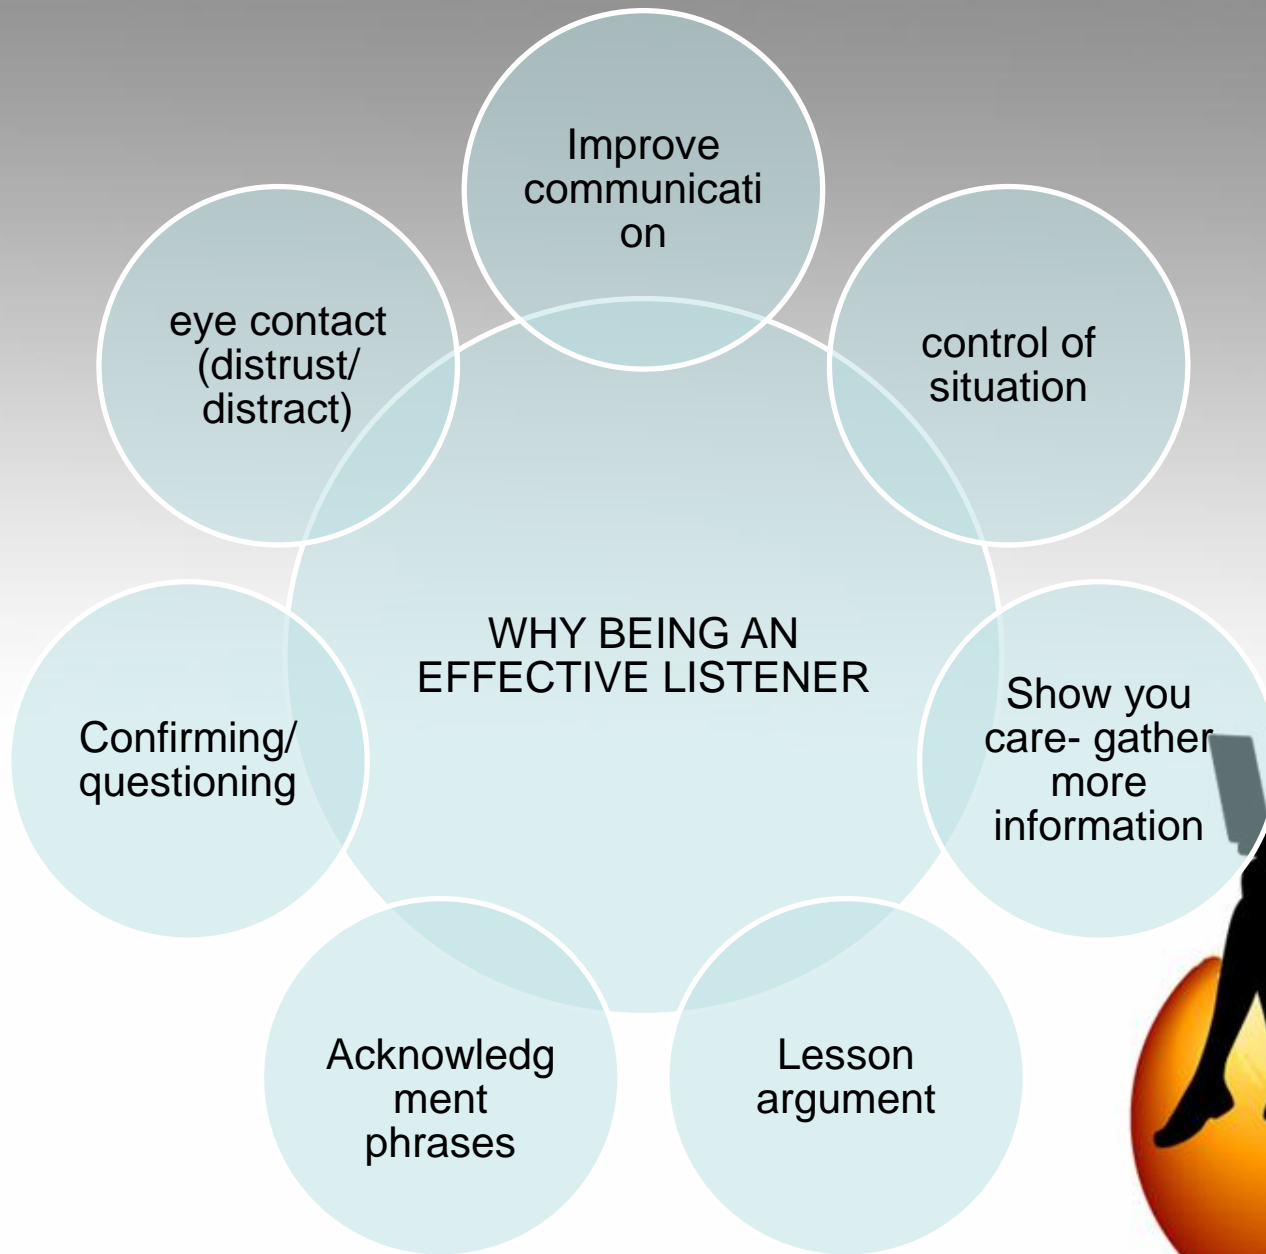 Improve
communicati
on
control of
situation
Show you
care- gather
more
information
Lesson
argument
Acknowledg
ment
phrases
Confirming/
questioning
eye contact
(distrust/
distract)
WHY BEING AN
EFFECTIVE LISTENER